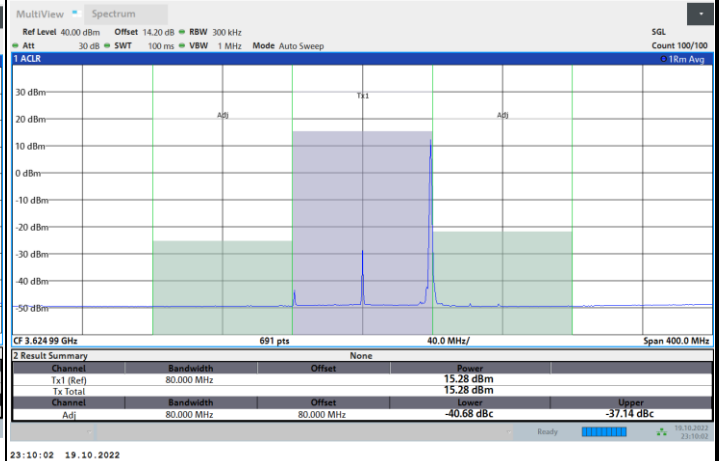 MultiView Spectrum
Ref Level 40.00 dBm Offset 14.20 dB RBW 300 kHz SGL
Att 30 dB SWT 100 ms VBW 1 MHz Mode Auto Sweep Count 100/100
1 ACLR 1Rm Avg
30 dBm
Tx1
20 dBm Adj Adj
10 dBm
0 dBm
-10 dBm
-20 dBm
-30 dBm
-40 dBm
-50 dBm
CF 3.624 99 GHz 691 pts 40.0 MHz/ Span 400.0 MHz
2 Result Summary None
Channel Bandwidth Offset Power
Tx1 (Ref) 80.000 MHz 15.28 dBm
Tx Total 15.28 dBm
Channel Bandwidth Offset Lower Upper
Adj 80.000 MHz 80.000 MHz -40.68 dBc -37.14 dBc
Ready 19.10.2022
23:10:02
23:10:02 19.10.2022